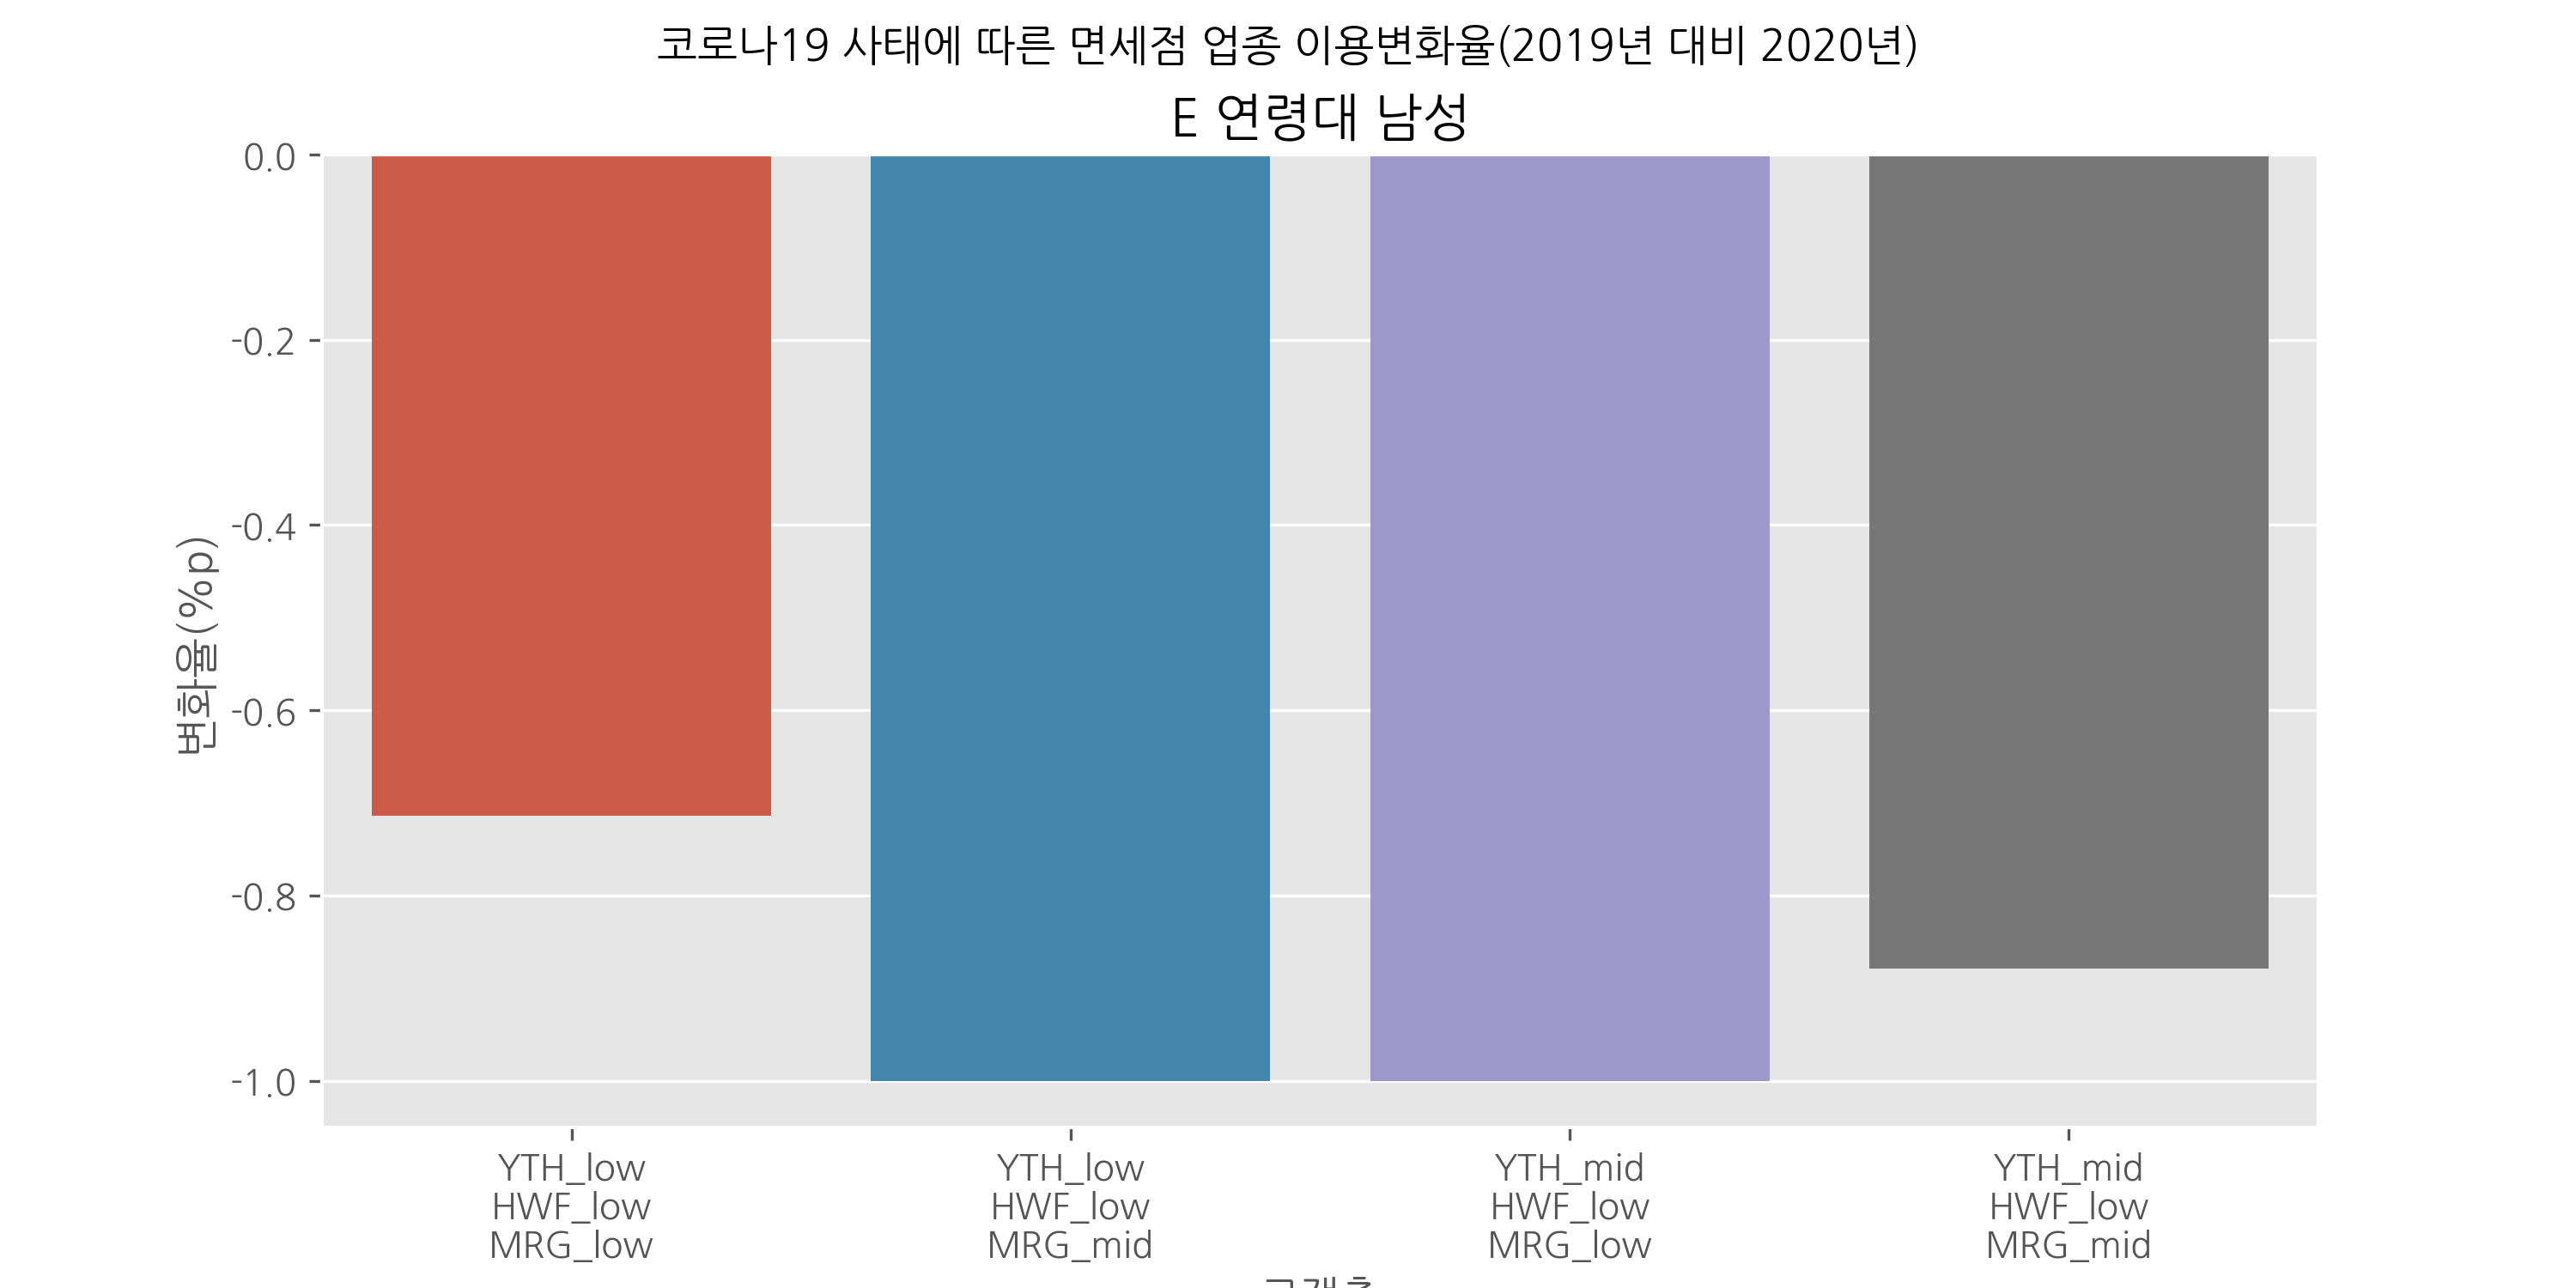 코로나19 사태에 따른 면세점 업종 이용변화율(2019년 대비 2020년)
E 연령대 남성
변화율(%p)
0.0
-0.2
-0.4
-0.6
-0.8
-1.0
YTH_low
HWF_low
MRG_low
YTH_low
HWF_low
MRG_mid
YTH_mid
HWF_low
MRG_low
YTH_mid
HWF_low
MRG_mid